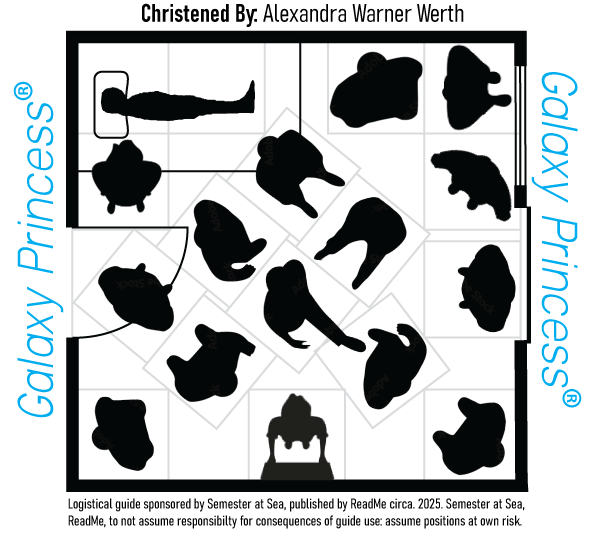 Christened By: Alexandra Warner Werth
Galaxy Princess®
Galaxy Princess®
Logistical guide sponsored by Semester at Sea, published by ReadMe circa. 2025. Semester at Sea,
ReadMe, to not assume responsibilty for consequences of guide use: assume positions at own risk.